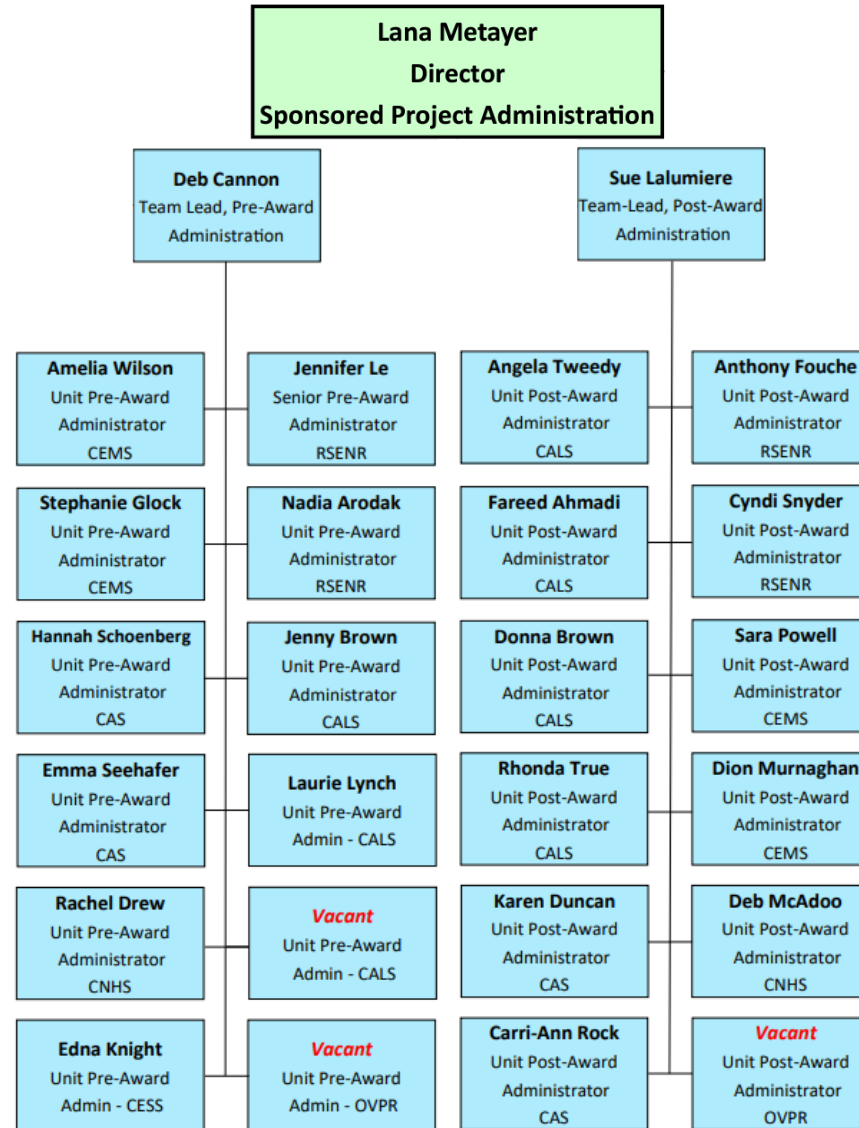 Lana Metayer
Director
Sponsored Project Administration
Deb Cannon
Team Lead, Pre-Award
Administration
Sue Lalumiere
Team-Lead, Post-Award
Administration
Amelia Wilson
Unit Pre-Award
Administrator
CEMS
Jennifer Le
Senior Pre-Award
Administrator
RSENR
Angela Tweedy
Unit Post-Award
Administrator
CALS
Anthony Fouche
Unit Post-Award
Administrator
RSENR
Stephanie Glock
Unit Pre-Award
Administrator
CEMS
Nadia Arodak
Unit Pre-Award
Administrator
RSENR
Fareed Ahmadi
Unit Post-Award
Administrator
CALS
Cyndi Snyder
Unit Post-Award
Administrator
RSENR
Hannah Schoenberg
Unit Pre-Award
Administrator
CAS
Jenny Brown
Unit Pre-Award
Administrator
CALS
Donna Brown
Unit Post-Award
Administrator
CALS
Sara Powell
Unit Post-Award
Administrator
CEMS
Emma Seehafer
Unit Pre-Award
Administrator
CAS
Laurie Lynch
Unit Pre-Award
Admin - CALS
Rhonda True
Unit Post-Award
Administrator
CALS
Dion Murnaghan
Unit Post-Award
Administrator
CEMS
Rachel Drew
Unit Pre-Award
Administrator
CNHS
Vacant
Unit Pre-Award
Admin - CALS
Karen Duncan
Unit Post-Award
Administrator
CAS
Deb McAdoo
Unit Post-Award
Administrator
CNHS
Edna Knight
Unit Pre-Award
Admin - CESS
Vacant
Unit Pre-Award
Admin - OVPR
Carri-Ann Rock
Unit Post-Award
Administrator
CAS
Vacant
Unit Post-Award
Administrator
OVPR